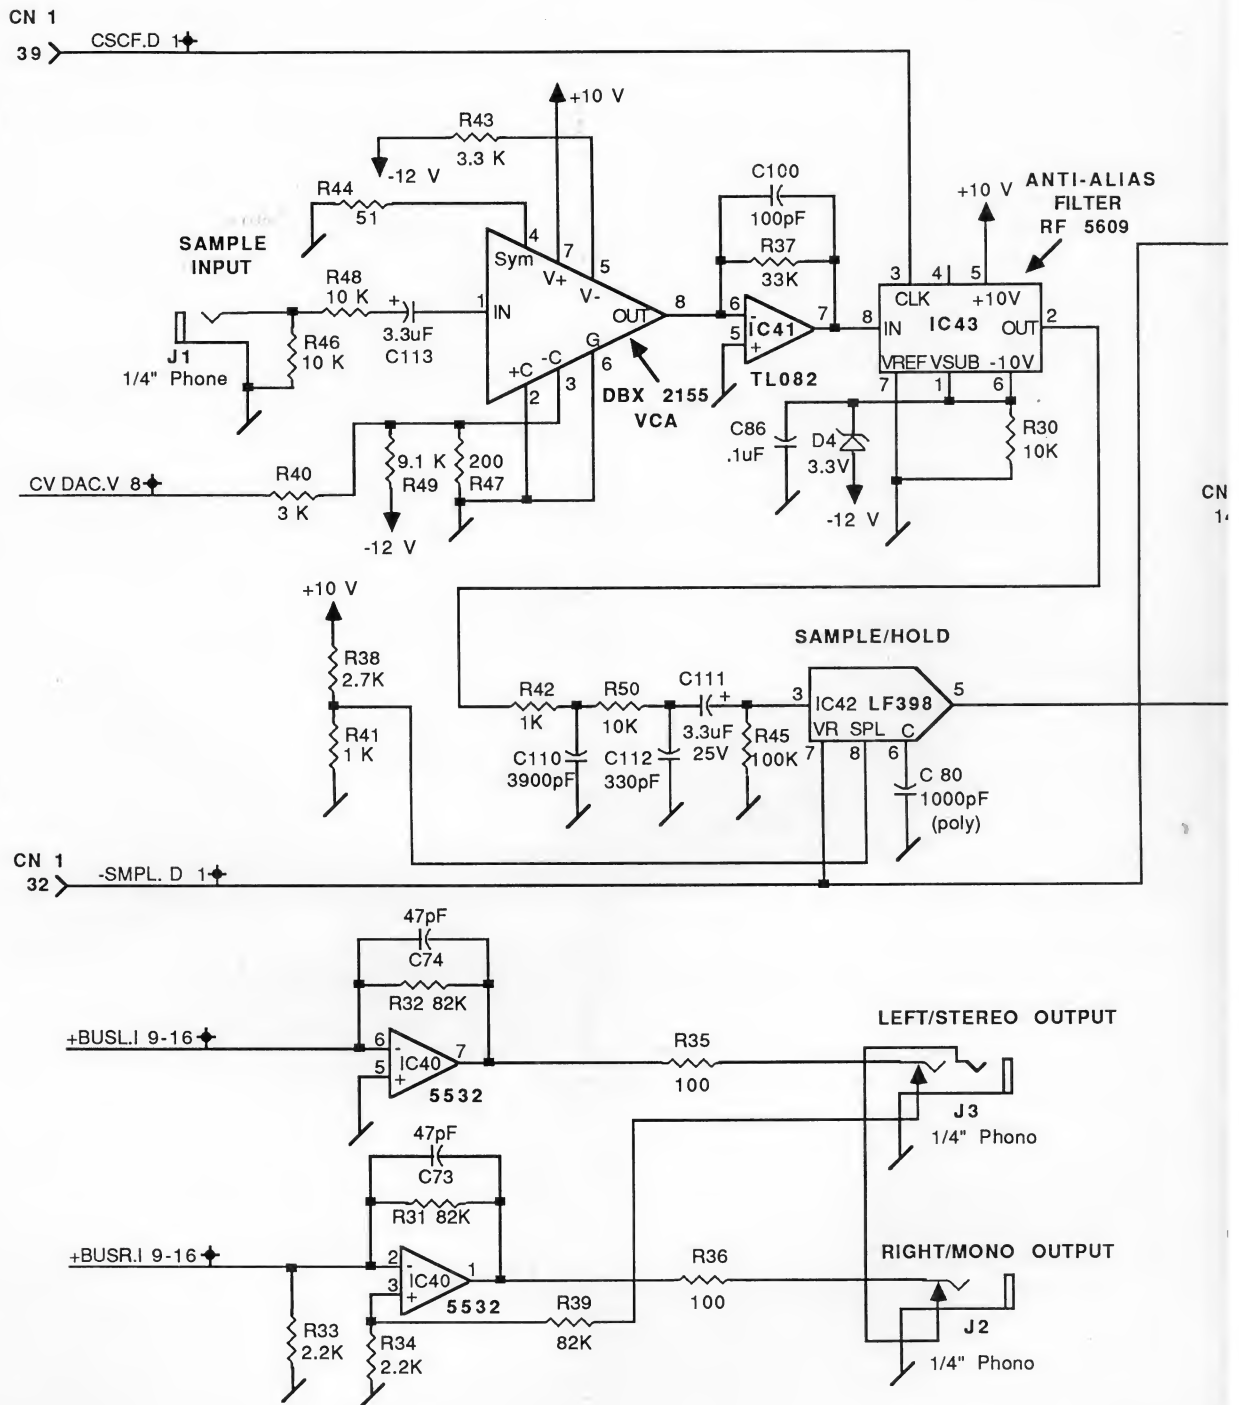 CN 1
39
CSCF.D 1
+10 V
R43
3.3 K
-12 V
R44
51
C100
100pF
R37
33K
+10 V
ANTI-ALIAS
FILTER
RF 5609
SAMPLE
INPUT
R48
10 K
+
3.3uF
C113
R46
10 K
J1
1/4" Phone
1
IN
4
Sym
7
V+
5
V-
OUT
8
G
6
-C
3
+C
2
DBX 2155
VCA
6
-
5
+
IC41
7
TL082
3
4
5
CLK
+10V
8
IN
IC43
OUT
2
VREF
VSUB
-10V
7
1
6
C86
.1uF
D4
3.3V
-12 V
R30
10K
CV DAC.V 8
R40
3 K
9.1 K
R49
200
R47
-12 V
CN
+10 V
R38
2.7K
R41
1 K
SAMPLE/HOLD
R42
1K
R50
10K
C111
+
3.3uF
25V
C110
3900pF
C112
330pF
R45
100K
3
IC42 LF398
5
VR
SPL
C
7
8
6
C 80
1000pF
(poly)
CN 1
32
-SMPL. D 1
47pF
C74
R32 82K
+BUSL.I 9-16
6
-
5
+
IC40
7
5532
R35
100
LEFT/STEREO OUTPUT
J3
1/4" Phono
47pF
C73
R31 82K
+BUSR.I 9-16
2
-
3
+
IC40
1
5532
R36
100
RIGHT/MONO OUTPUT
J2
1/4" Phono
R39
82K
R33
2.2K
R34
2.2K